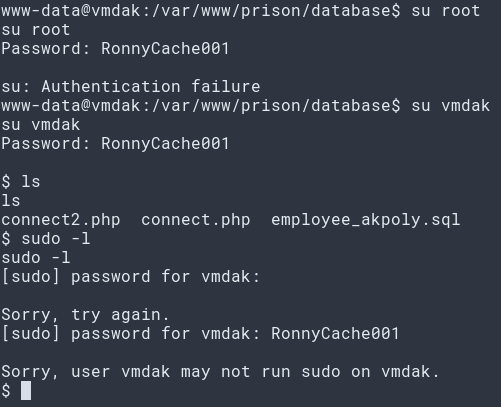 www-data@vmdak:/var/www/prison/database$ su root
su root
Password: RonnyCache001
su: Authentication failure
www-data@vmdak:/var/www/prison/database$ su vmdak
su vmdak
Password: RonnyCache001
$ ls
ls
connect2.php  connect.php  employee_akpoly.sql
$ sudo -l
sudo -l
[sudo] password for vmdak:
Sorry, try again.
[sudo] password for vmdak: RonnyCache001
Sorry, user vmdak may not run sudo on vmdak.
$